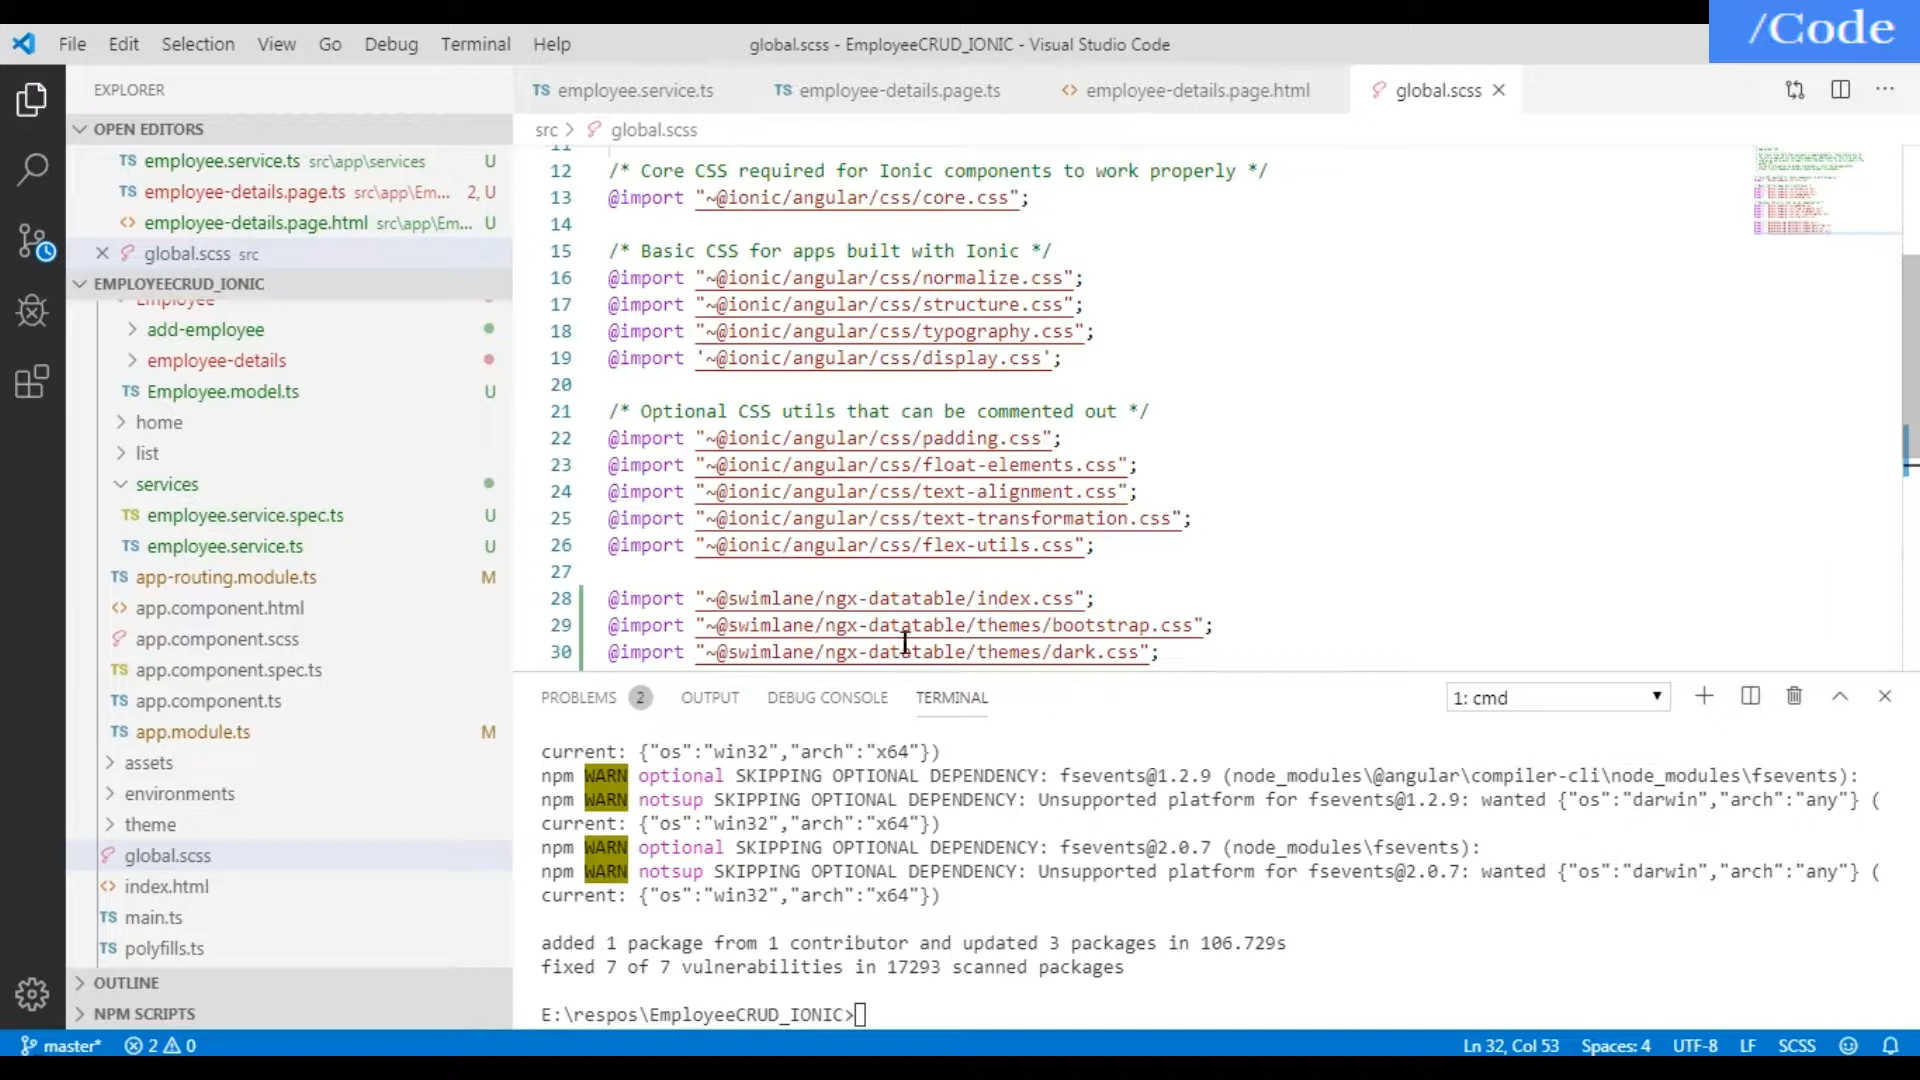 /Code
File Edit Selection View Go Debug Terminal Help
global.scss - EmployeeCRUD_IONIC - Visual Studio Code
EXPLORER
TS employee.service.ts
TS employee-details.page.ts
<> employee-details.page.html
global.scss
OPEN EDITORS
TS employee.service.ts src\app\services U
TS employee-details.page.ts src\app\Em... 2, U
<> employee-details.page.html src\app\Em... U
global.scss src
EMPLOYEECRUD_IONIC
Employee
add-employee
employee-details
TS Employee.model.ts U
home
list
services
TS employee.service.spec.ts U
TS employee.service.ts U
TS app-routing.module.ts M
<> app.component.html
app.component.scss
TS app.component.spec.ts
TS app.component.ts
TS app.module.ts M
assets
environments
theme
global.scss
<> index.html
TS main.ts
TS polyfills.ts
OUTLINE
NPM SCRIPTS
src > global.scss
11
12 /* Core CSS required for Ionic components to work properly */
13 @import "~@ionic/angular/css/core.css";
14
15 /* Basic CSS for apps built with Ionic */
16 @import "~@ionic/angular/css/normalize.css";
17 @import "~@ionic/angular/css/structure.css";
18 @import "~@ionic/angular/css/typography.css";
19 @import '~@ionic/angular/css/display.css';
20
21 /* Optional CSS utils that can be commented out */
22 @import "~@ionic/angular/css/padding.css";
23 @import "~@ionic/angular/css/float-elements.css";
24 @import "~@ionic/angular/css/text-alignment.css";
25 @import "~@ionic/angular/css/text-transformation.css";
26 @import "~@ionic/angular/css/flex-utils.css";
27
28 @import "~@swimlane/ngx-datatable/index.css";
29 @import "~@swimlane/ngx-datatable/themes/bootstrap.css";
30 @import "~@swimlane/ngx-datatable/themes/dark.css";
PROBLEMS 2 OUTPUT DEBUG CONSOLE TERMINAL
1: cmd
current: {"os":"win32","arch":"x64"})
npm WARN optional SKIPPING OPTIONAL DEPENDENCY: fsevents@1.2.9 (node_modules\@angular\compiler-cli\node_modules\fsevents):
npm WARN notsup SKIPPING OPTIONAL DEPENDENCY: Unsupported platform for fsevents@1.2.9: wanted {"os":"darwin","arch":"any"} (
current: {"os":"win32","arch":"x64"})
npm WARN optional SKIPPING OPTIONAL DEPENDENCY: fsevents@2.0.7 (node_modules\fsevents):
npm WARN notsup SKIPPING OPTIONAL DEPENDENCY: Unsupported platform for fsevents@2.0.7: wanted {"os":"darwin","arch":"any"} (
current: {"os":"win32","arch":"x64"})
added 1 package from 1 contributor and updated 3 packages in 106.729s
fixed 7 of 7 vulnerabilities in 17293 scanned packages
E:\respos\EmployeeCRUD_IONIC>
master* 2 0
Ln 32, Col 53 Spaces: 4 UTF-8 LF SCSS